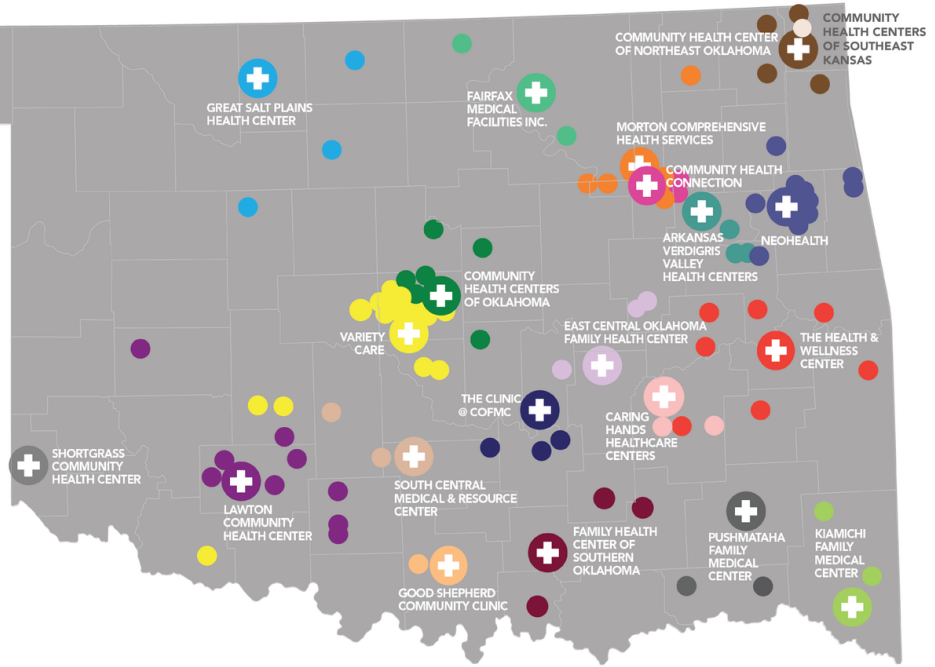 COMMUNITY
HEALTH CENTERS
OF SOUTHEAST
KANSAS
COMMUNITY HEALTH CENTER
OF NORTHEAST OKLAHOMA
GREAT SALT PLAINS
HEALTH CENTER
FAIRFAX
MEDICAL
FACILITIES INC.
MORTON COMPREHENSIVE
HEALTH SERVICES
COMMUNITY HEALTH
CONNECTION
ARKANSAS
VERDIGRIS
VALLEY
HEALTH CENTERS
NEOHEALTH
COMMUNITY
HEALTH CENTERS
OF OKLAHOMA
VARIETY
CARE
EAST CENTRAL OKLAHOMA
FAMILY HEALTH CENTER
THE HEALTH &
WELLNESS
CENTER
THE CLINIC
@ COFMC
CARING
HANDS
HEALTHCARE
CENTERS
SHORTGRASS
COMMUNITY
HEALTH CENTER
SOUTH CENTRAL
MEDICAL & RESOURCE
CENTER
LAWTON
COMMUNITY
HEALTH CENTER
FAMILY HEALTH
CENTER OF
SOUTHERN
OKLAHOMA
PUSHMATAHA
FAMILY
MEDICAL
CENTER
KIAMICHI
FAMILY
MEDICAL
CENTER
GOOD SHEPHERD
COMMUNITY CLINIC